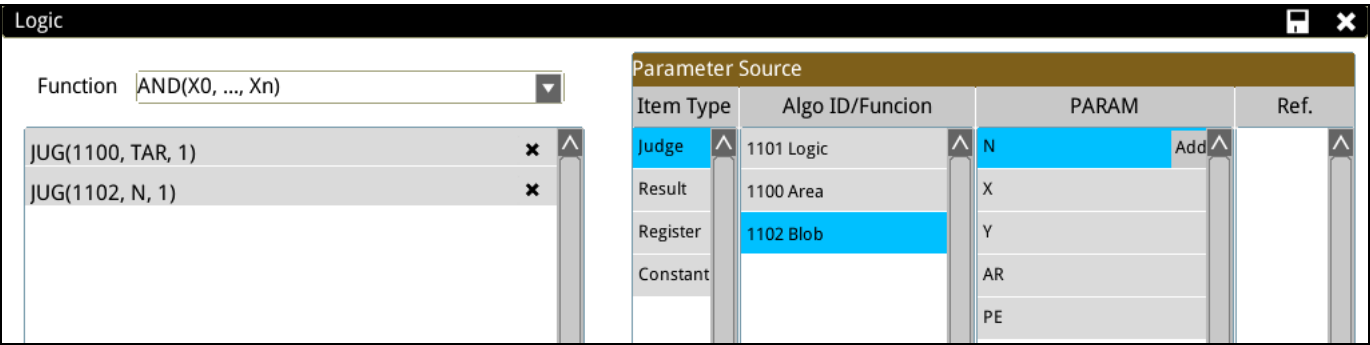 Logic
Function AND(X0, ..., Xn)
JUG(1100, TAR, 1)
JUG(1102, N, 1)
Parameter Source
Item Type Algo ID/Funcion PARAM Ref.
Judge 1101 Logic N Add
Result 1100 Area X
Register 1102 Blob Y
Constant AR
PE